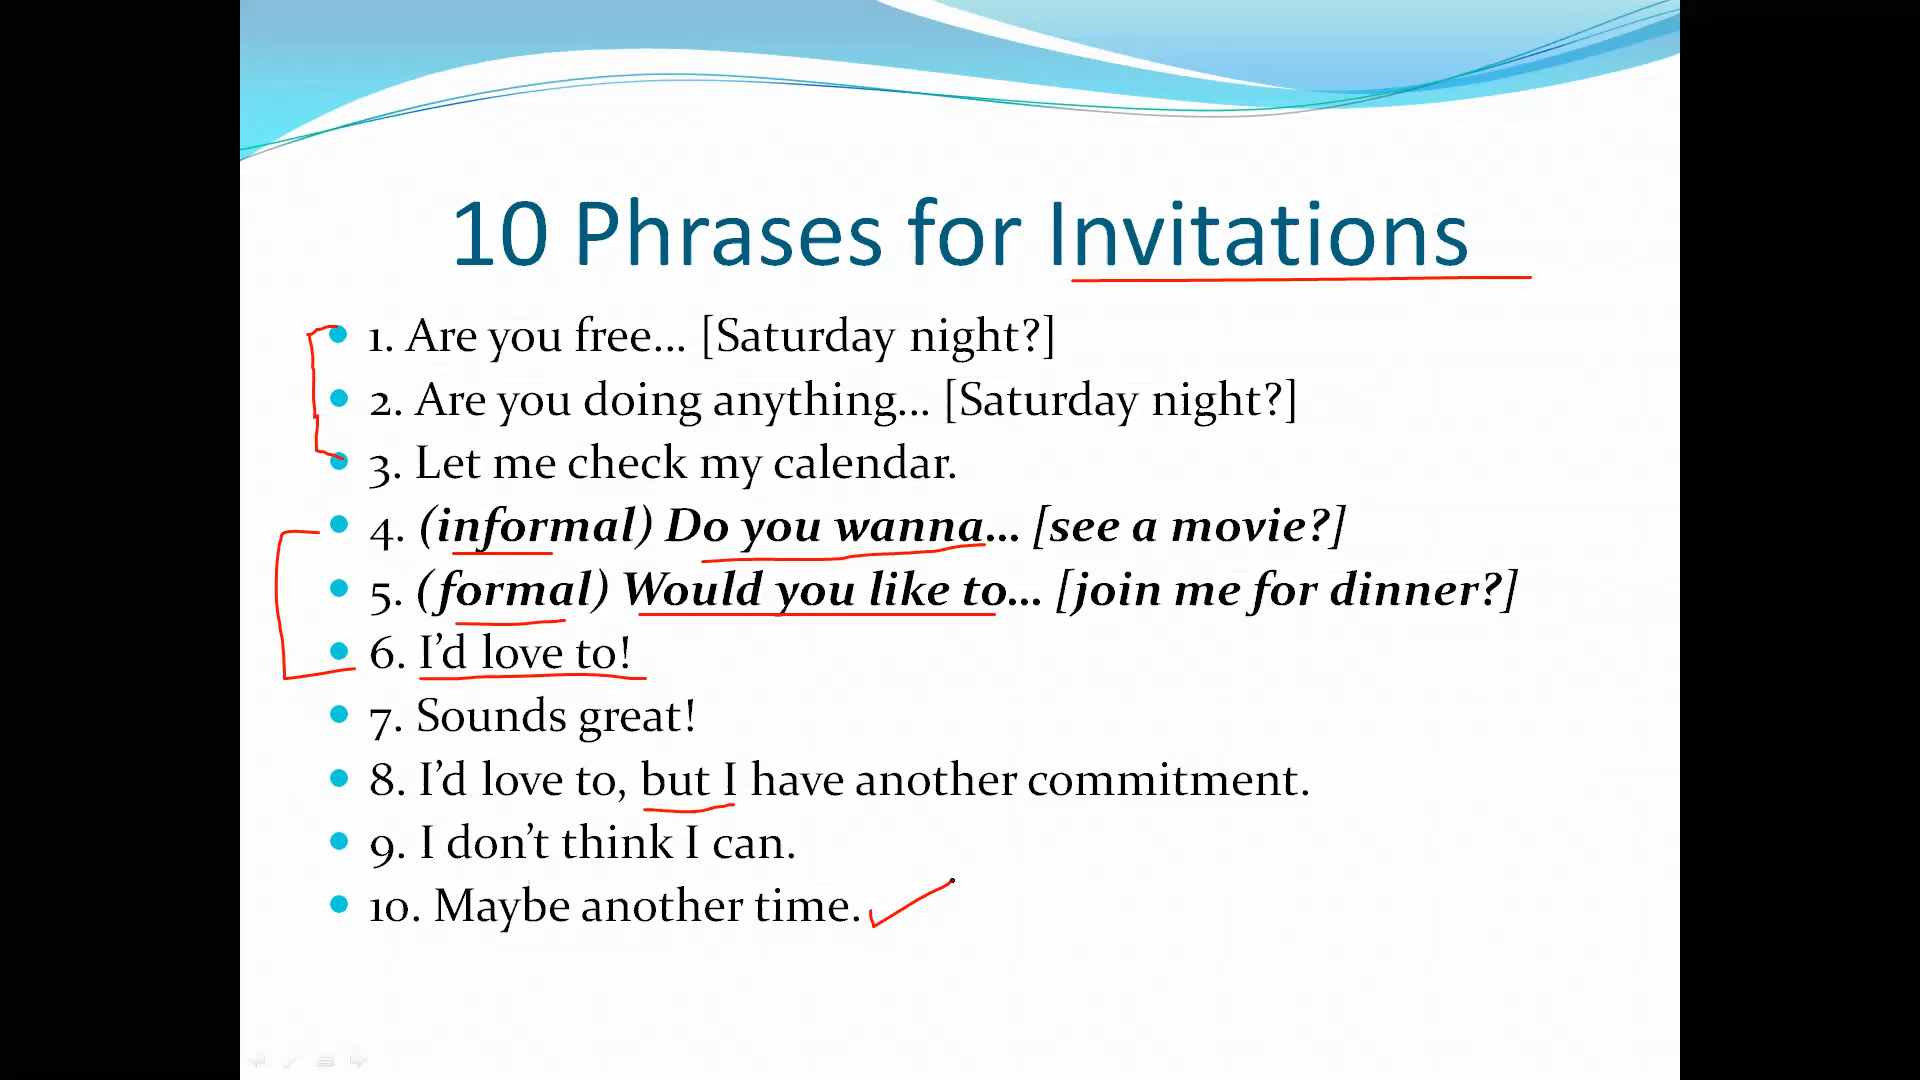 10 Phrases for Invitations
1. Are you free... [Saturday night?]
2. Are you doing anything... [Saturday night?]
3. Let me check my calendar.
4. (informal) Do you wanna... [see a movie?]
5. (formal) Would you like to... [join me for dinner?]
6. I’d love to!
7. Sounds great!
8. I’d love to, but I have another commitment.
9. I don’t think I can.
10. Maybe another time.